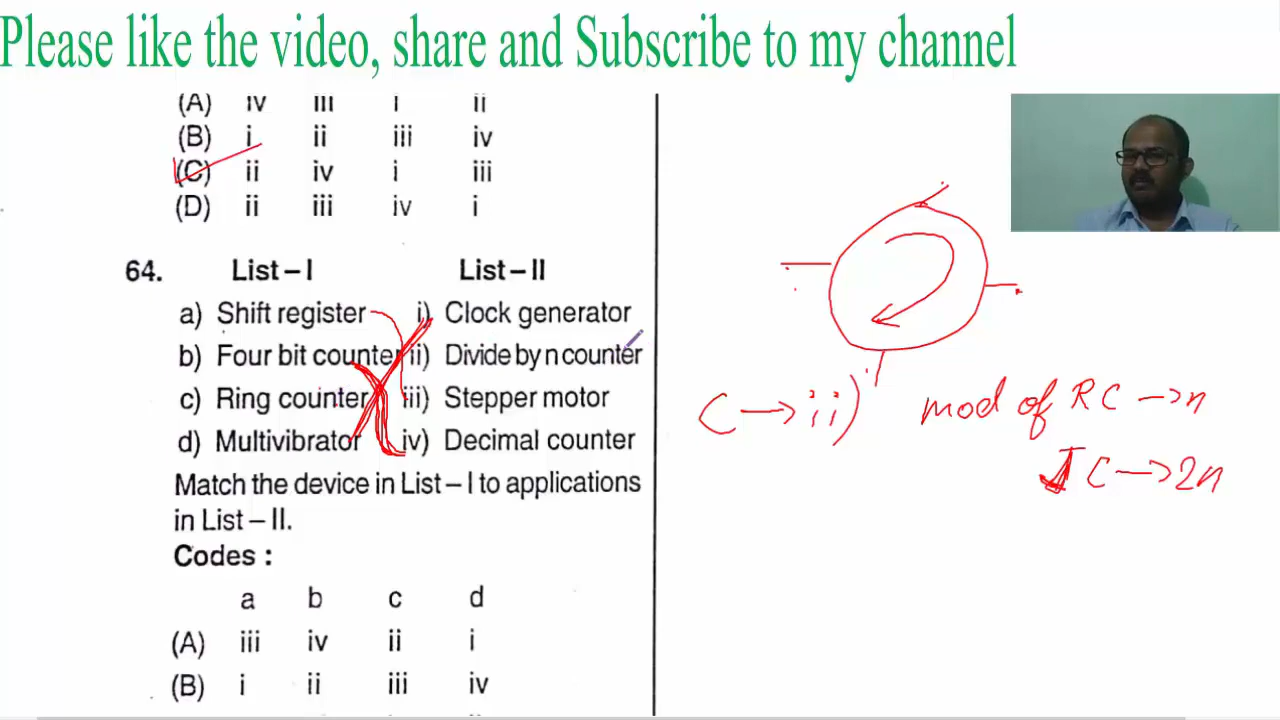 Please like the video, share and Subscribe to my channel
(A) iv iii i ii
(B) i ii iii iv
(C) ii iv i iii
(D) ii iii iv i
64. List – I List – II
a) Shift register i) Clock generator
b) Four bit counter ii) Divide by n counter
c) Ring counter iii) Stepper motor
d) Multivibrator iv) Decimal counter
Match the device in List – I to applications
in List – II.
Codes :
a b c d
(A) iii iv ii i
(B) i ii iii iv
C → ii)
mod of RC → n
JC → 2n